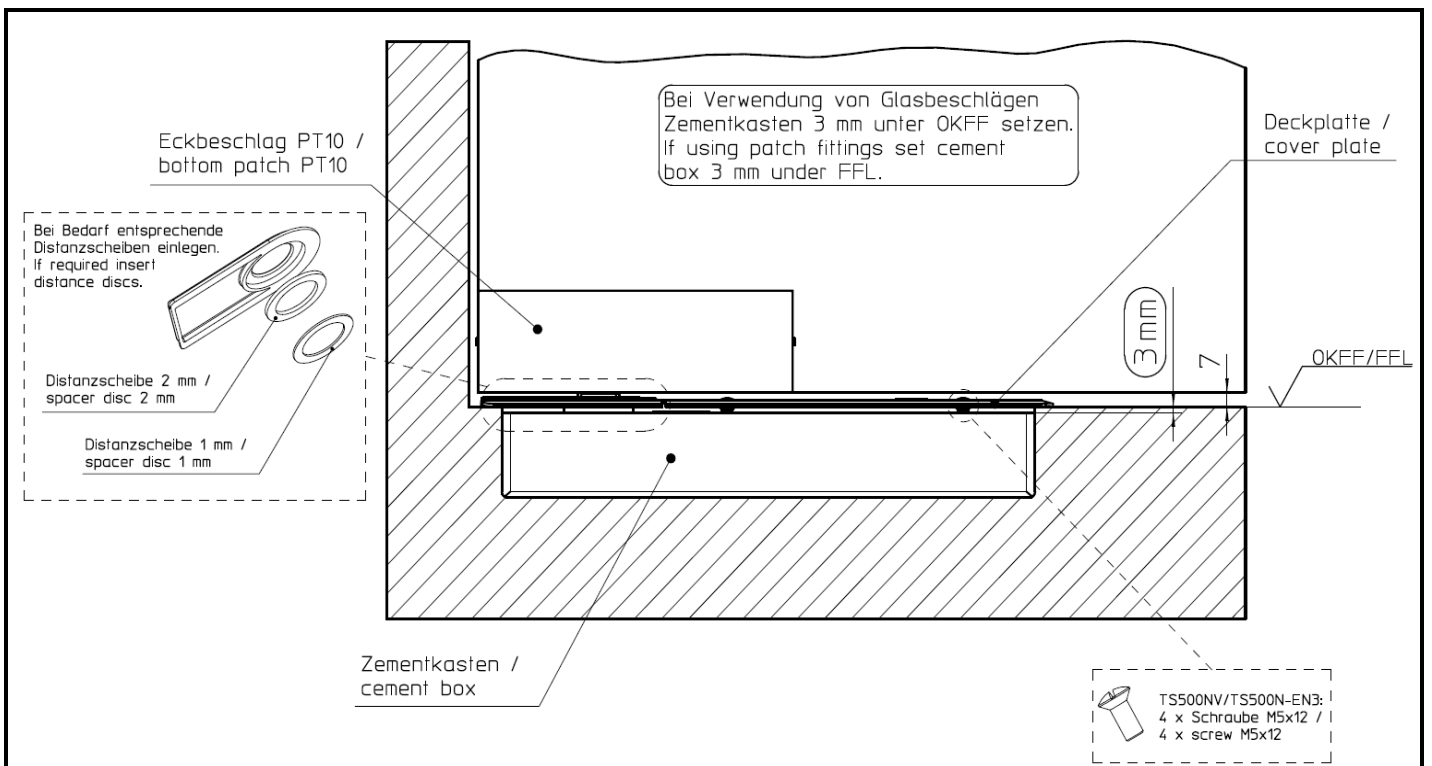 Bei Verwendung von Glasbeschlägen
Zementkasten 3 mm unter OKFF setzen.
If using patch fittings set cement
box 3 mm under FFL.
Eckbeschlag PT10 /
bottom patch PT10
Deckplatte /
cover plate
Bei Bedarf entsprechende
Distanzscheiben einlegen.
If required insert
distance discs.
Distanzscheibe 2 mm /
spacer disc 2 mm
Distanzscheibe 1 mm /
spacer disc 1 mm
3 mm
7
OKFF/FFL
Zementkasten /
cement box
TS500NV/TS500N-EN3:
4 x Schraube M5x12 /
4 x screw M5x12